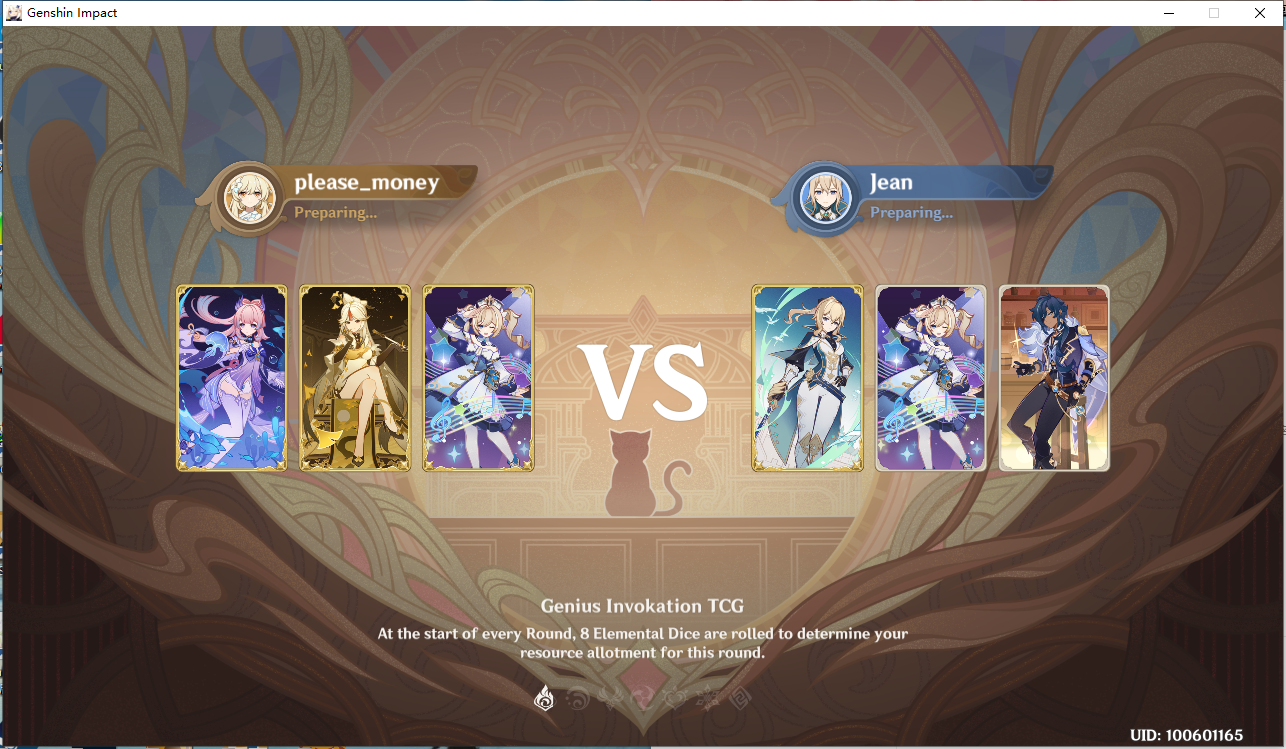 Genshin Impact
please_money
Preparing...
Jean
Preparing...
VS
Genius Invokation TCG
At the start of every Round, 8 Elemental Dice are rolled to determine your
resource allotment for this round.
UID: 100601165